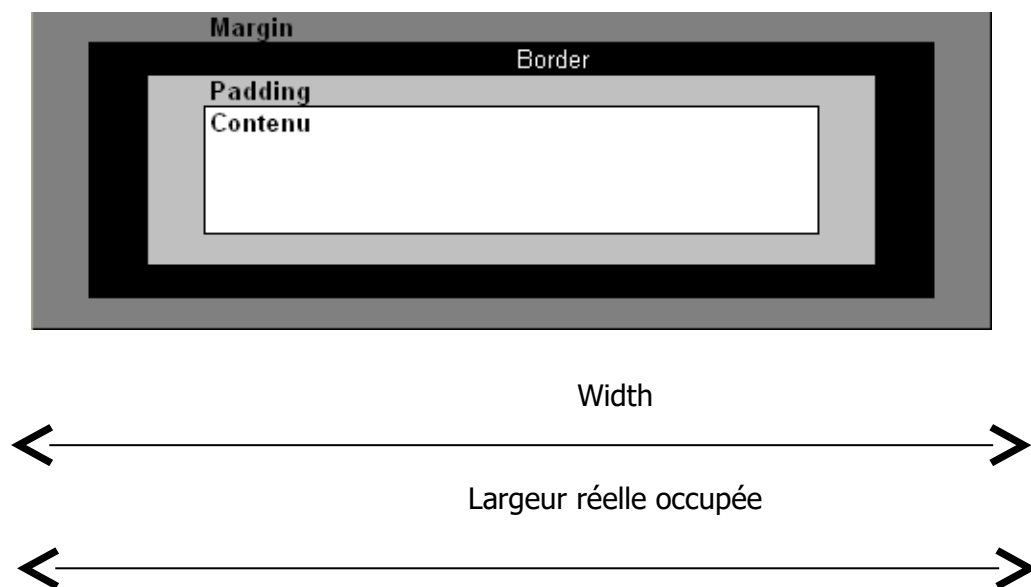 Margin
Border
Padding
Contenu
Width
Largeur réelle occupée